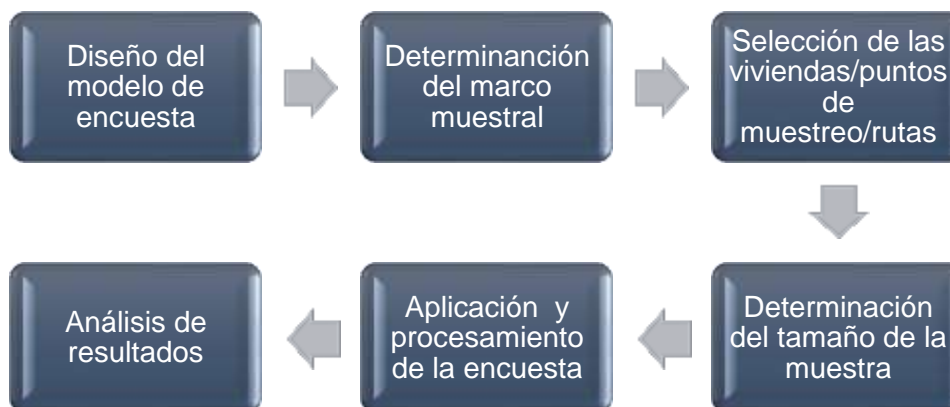 Diseño del
modelo de
encuesta
Determinanción
del marco
muestral
Selección de las
viviendas/puntos
de
muestreo/rutas
Determinación
del tamaño de la
muestra
Aplicación y
procesamiento
de la encuesta
Análisis de
resultados